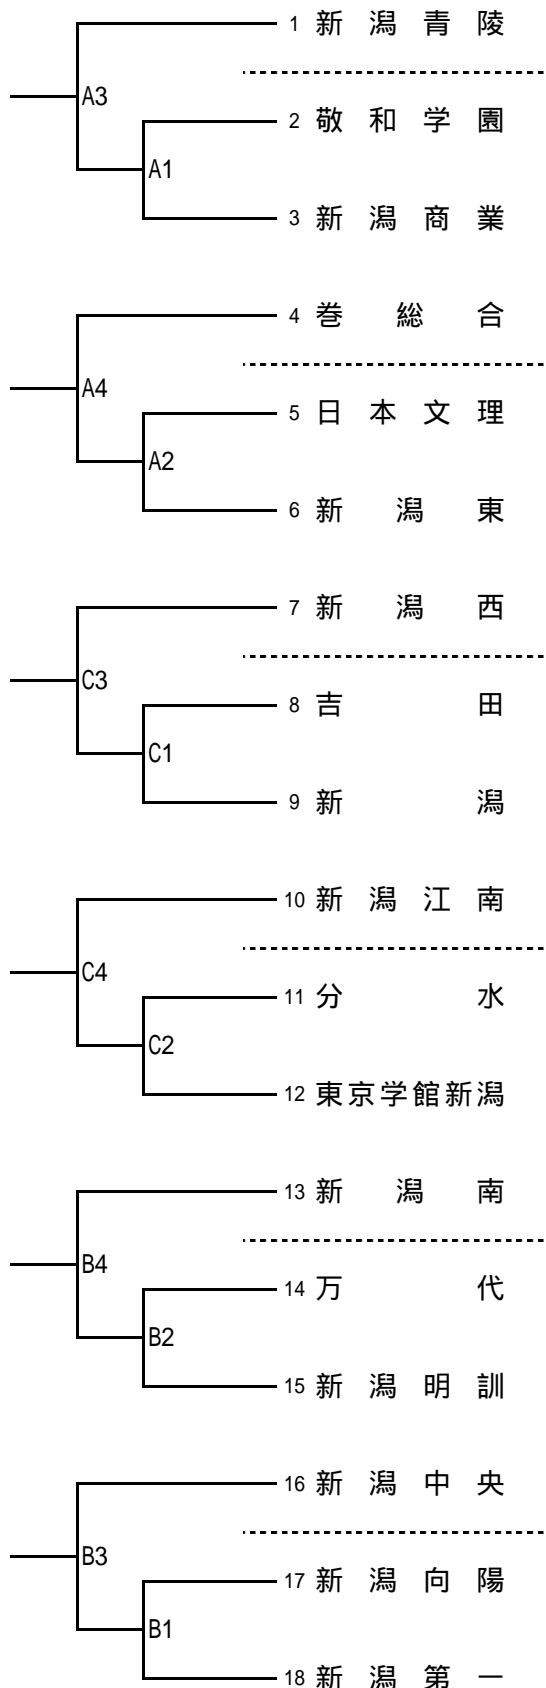 1 新潟青陵
A3
2 敬和学園
A1
3 新潟商業
4 巻総合
A4
5 日本文理
A2
6 新潟東
7 新潟西
C3
8 吉田
C1
9 新潟
10 新潟江南
C4
11 分水
C2
12 東京学館新潟
13 新潟南
B4
14 万代
B2
15 新潟明訓
16 新潟中央
B3
17 新潟向陽
B1
18 新潟第一